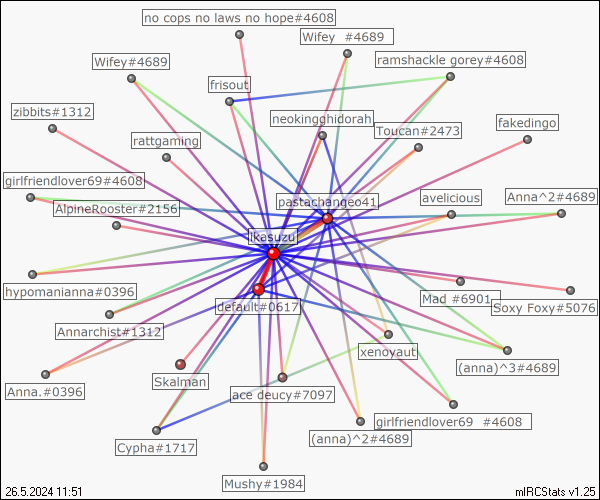 no cops no laws no hope#4608
Wifey  #4689
Wifey#4689
ramshackle gorey#4608
frisout
zibbits#1312
neokingghidorah
Toucan#2473
fakedingo
rattgaming
girlfriendlover69#4608
pastachange041
avelicious
Anna^2#4689
AlpineRooster#2156
ikasuzu
hypomanianna#0396
Mad #6901
Soxy Foxy#5076
default#0617
Annarchist#1312
xenoyaut
(anna)^3#4689
Skalman
Anna.#0396
ace deucy#7097
girlfriendlover69  #4608
(anna)^2#4689
Cypha#1717
Mushy#1984
26.5.2024 11:51
mIRCStats v1.25